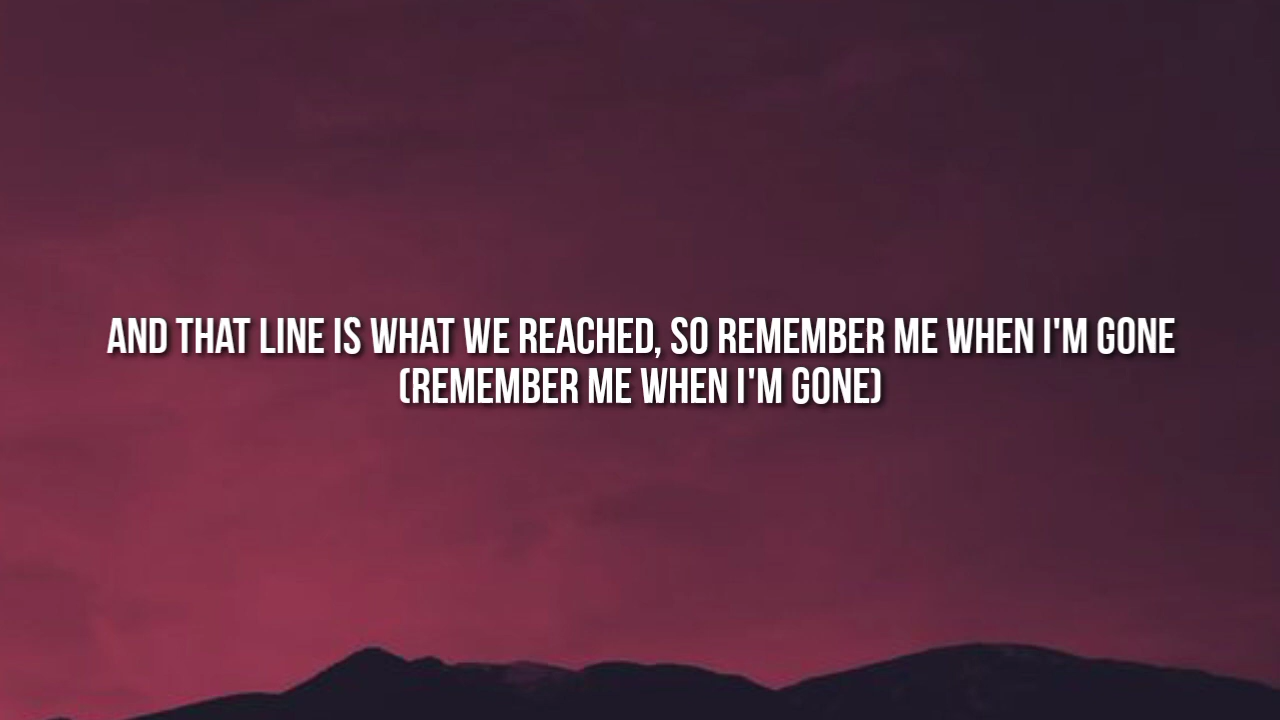 AND THAT LINE IS WHAT WE REACHED, SO REMEMBER ME WHEN I'M GONE
(REMEMBER ME WHEN I'M GONE)